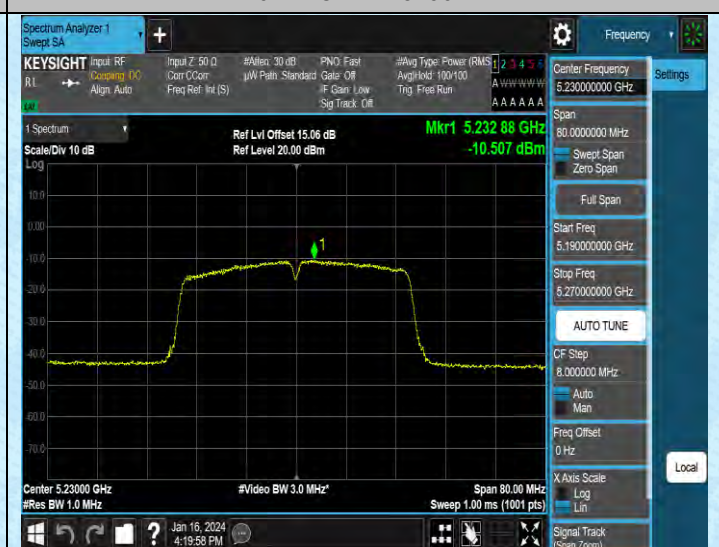 Spectrum Analyzer 1
Swept SA
Frequency
KEYSIGHT
RL
Input: RF
Coupling: DC
Align: Auto
Input Z: 50 Ω
Corr CCorr
Freq Ref: Int (S)
#Atten: 30 dB
µW Path: Standard
PNO: Fast
Gate: Off
IF Gain: Low
Sig Track: Off
#Avg Type: Power (RMS
Avg|Hold: 100/100
Trig: Free Run
1 2 3 4 5 6
A W W W W W
A A A A A A
1 Spectrum
Scale/Div 10 dB
Log
Ref Lvl Offset 15.06 dB
Ref Level 20.00 dBm
Mkr1 5.232 88 GHz
-10.507 dBm
10.0
0.00
-10.0
-20.0
-30.0
-40.0
-50.0
-60.0
-70.0
1
Center 5.23000 GHz
#Res BW 1.0 MHz
#Video BW 3.0 MHz*
Span 80.00 MHz
Sweep 1.00 ms (1001 pts)
?
Jan 16, 2024
4:19:58 PM
Center Frequency
5.230000000 GHz
Span
80.0000000 MHz
Swept Span
Zero Span
Full Span
Start Freq
5.190000000 GHz
Stop Freq
5.270000000 GHz
AUTO TUNE
CF Step
8.000000 MHz
Auto
Man
Freq Offset
0 Hz
X Axis Scale
Log
Lin
Signal Track
(Span Zoom)
Settings
Local